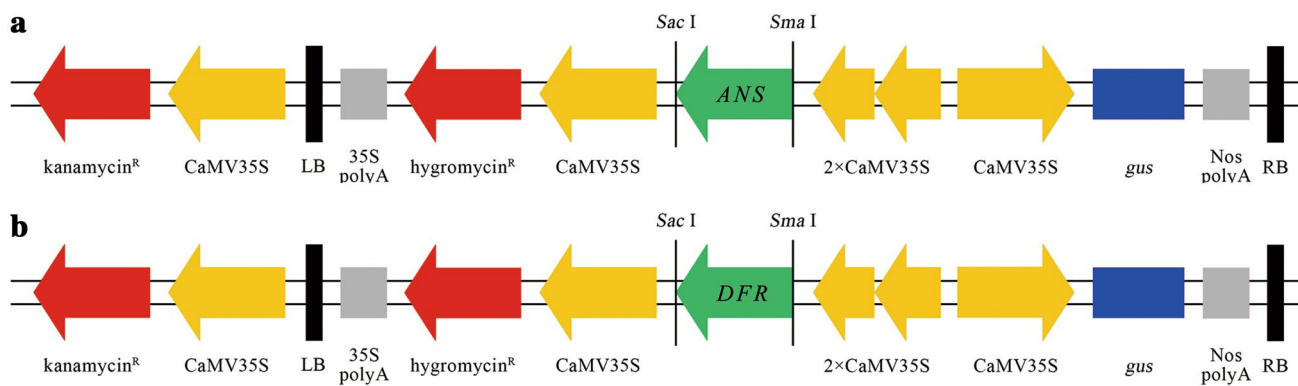 a
Sac I Sma I
ANS
kanamycinᴿ CaMV35S LB 35S polyA hygromycinᴿ CaMV35S 2×CaMV35S CaMV35S gus Nos polyA RB
b
Sac I Sma I
DFR
kanamycinᴿ CaMV35S LB 35S polyA hygromycinᴿ CaMV35S 2×CaMV35S CaMV35S gus Nos polyA RB